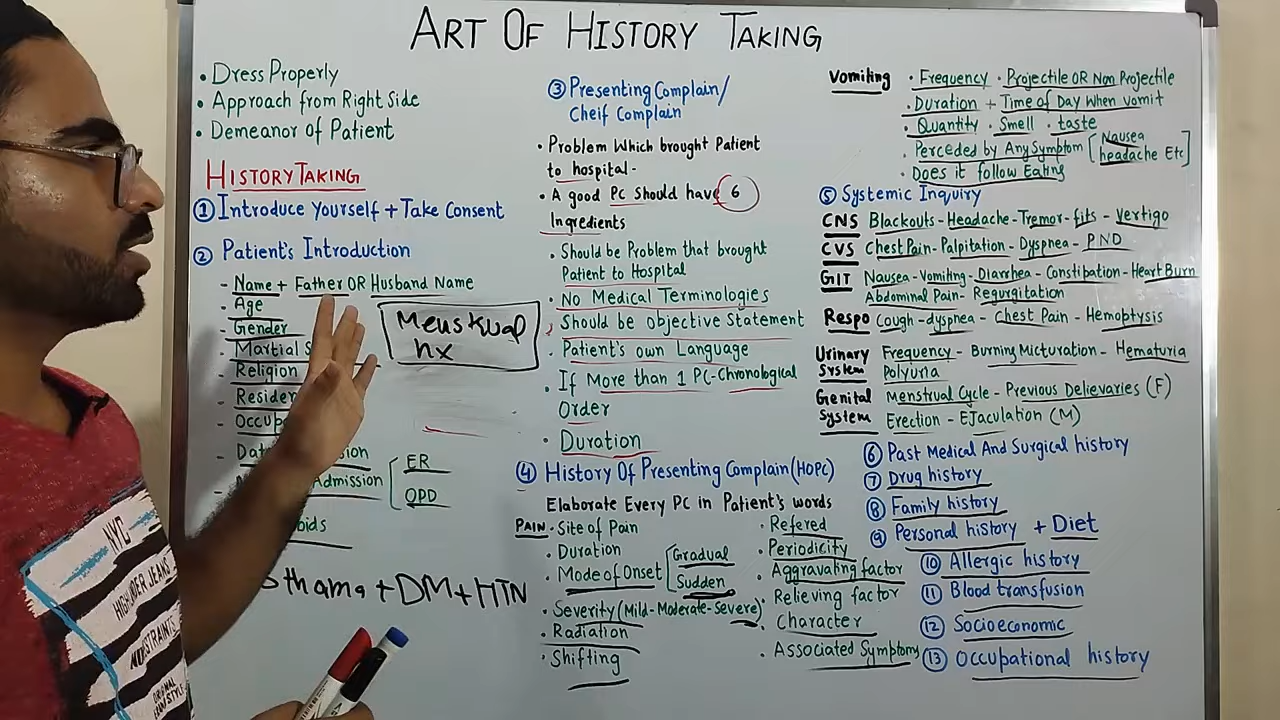 ART OF HISTORY TAKING
• Dress Properly
• Approach from Right Side
• Demeanor of Patient
HISTORY TAKING
① Introduce Yourself + Take Consent
② Patient's Introduction
- Name + Father OR Husband Name
- Age
- Gender
- Martial
- Religion
-
-
-
- Admission
ER
OPD
Menstrual
hx
+ DM + HTN
③ Presenting Complain/
Cheif Complain
• Problem Which brought Patient
to hospital-
• A good PC Should have 6
Ingredients
• Should be Problem that brought
Patient to Hospital
• No Medical Terminologies
• Should be objective Statement
• Patient's own Language
• If More than 1 PC-Chronological
Order
• Duration
④ History Of Presenting Complain (HOPC)
Elaborate Every PC in Patient's words
PAIN • Site of Pain
• Duration
• Mode of Onset [Gradual
Sudden
• Severity (Mild-Moderate-Severe)
• Radiation
• Shifting
• Refered
• Periodicity
• Aggravating factor
• Relieving factor
• Character
• Associated Symptoms
Vomiting • Frequency • Projectile OR Non Projectile
• Duration + Time of Day When vomit
• Quantity • Smell • taste
• Perceded by Any Symptom [Nausea
headache Etc]
• Does it follow Eating
⑤ Systemic Inquiry
CNS Blackouts - Headache - Tremor - fits - Vertigo
CVS Chest Pain - Palpitation - Dyspnea - PND
GIT Nausea - Vomiting - Diarrhea - Constipation - Heart Burn
Abdominal Pain - Regurgitation
Respo Cough - dyspnea - Chest Pain - Hemoptysis
Urinary System Frequency - Burning Micturation - Hematuria
Polyuria
Genital System Menstrual Cycle - Previous Delievaries (F)
Erection - Ejaculation (M)
⑥ Past Medical And Surgical history
⑦ Drug history
⑧ Family history
⑨ Personal history + Diet
⑩ Allergic history
⑪ Blood transfusion
⑫ Socioeconomic
⑬ Occupational history
NYC